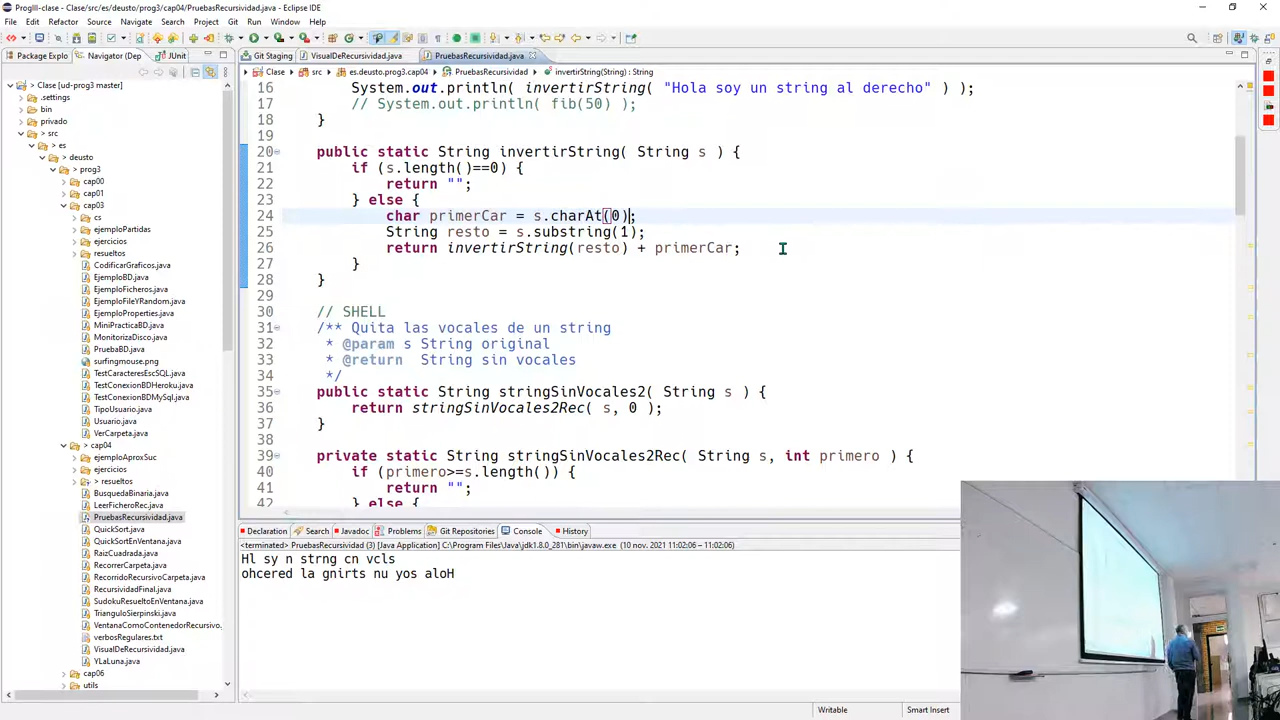 ProgIII-clase - Clase/src/es/deusto/prog3/cap04/PruebasRecursividad.java - Eclipse IDE
File Edit Refactor Source Navigate Search Project Git Run Window Help
Package Explo
Navigator (Dep
JUnit
Git Staging
VisualDeRecursividad.java
PruebasRecursividad.java
Clase
src
es.deusto.prog3.cap04
PruebasRecursividad
invertirString(String) : String
Clase [ud-prog3 master]
.settings
bin
privado
> src
> es
> deusto
> prog3
cap00
cap01
cap03
cs
ejemploPartidas
ejercicios
resueltos
CodificarGraficos.java
EjemploBD.java
EjemploFicheros.java
EjemploFileYRandom.java
EjemploProperties.java
MiniPracticaBD.java
MonitorizaDisco.java
PruebaBD.java
surfingmouse.png
TestCaracteresEscSQL.java
TestConexionBDHeroku.java
TestConexionBDMySql.java
TipoUsuario.java
Usuario.java
VerCarpeta.java
> cap04
ejemploAproxSuc
ejercicios
> resueltos
BusquedaBinaria.java
LeerFicheroRec.java
PruebasRecursividad.java
QuickSort.java
QuickSortEnVentana.java
RaizCuadrada.java
RecorrerCarpeta.java
RecorridoRecursivoCarpeta.java
RecursividadFinal.java
SudokuResueltoEnVentana.java
TrianguloSierpinski.java
VentanaComoContenedorRecursivo.
verbosRegulares.txt
VisualDeRecursividad.java
YLaLuna.java
cap06
utils
16 System.out.println( invertirString( "Hola soy un string al derecho" ) );
17 // System.out.println( fib(50) );
18 }
19
20 public static String invertirString( String s ) {
21 if (s.length()==0) {
22 return "";
23 } else {
24 char primerCar = s.charAt(0);
25 String resto = s.substring(1);
26 return invertirString(resto) + primerCar;
27 }
28 }
29
30 // SHELL
31 /** Quita las vocales de un string
32 * @param s String original
33 * @return String sin vocales
34 */
35 public static String stringSinVocales2( String s ) {
36 return stringSinVocales2Rec( s, 0 );
37 }
38
39 private static String stringSinVocales2Rec( String s, int primero ) {
40 if (primero>=s.length()) {
41 return "";
42 } else {
Declaration Search Javadoc Problems Git Repositories Console History
<terminated> PruebasRecursividad (3) [Java Application] C:\Program Files\Java\jdk1.8.0_281\bin\javaw.exe (10 nov. 2021 11:02:06 – 11:02:06)
Hl sy n strng cn vcls
ohcered la gnirts nu yos aloH
Writable
Smart Insert